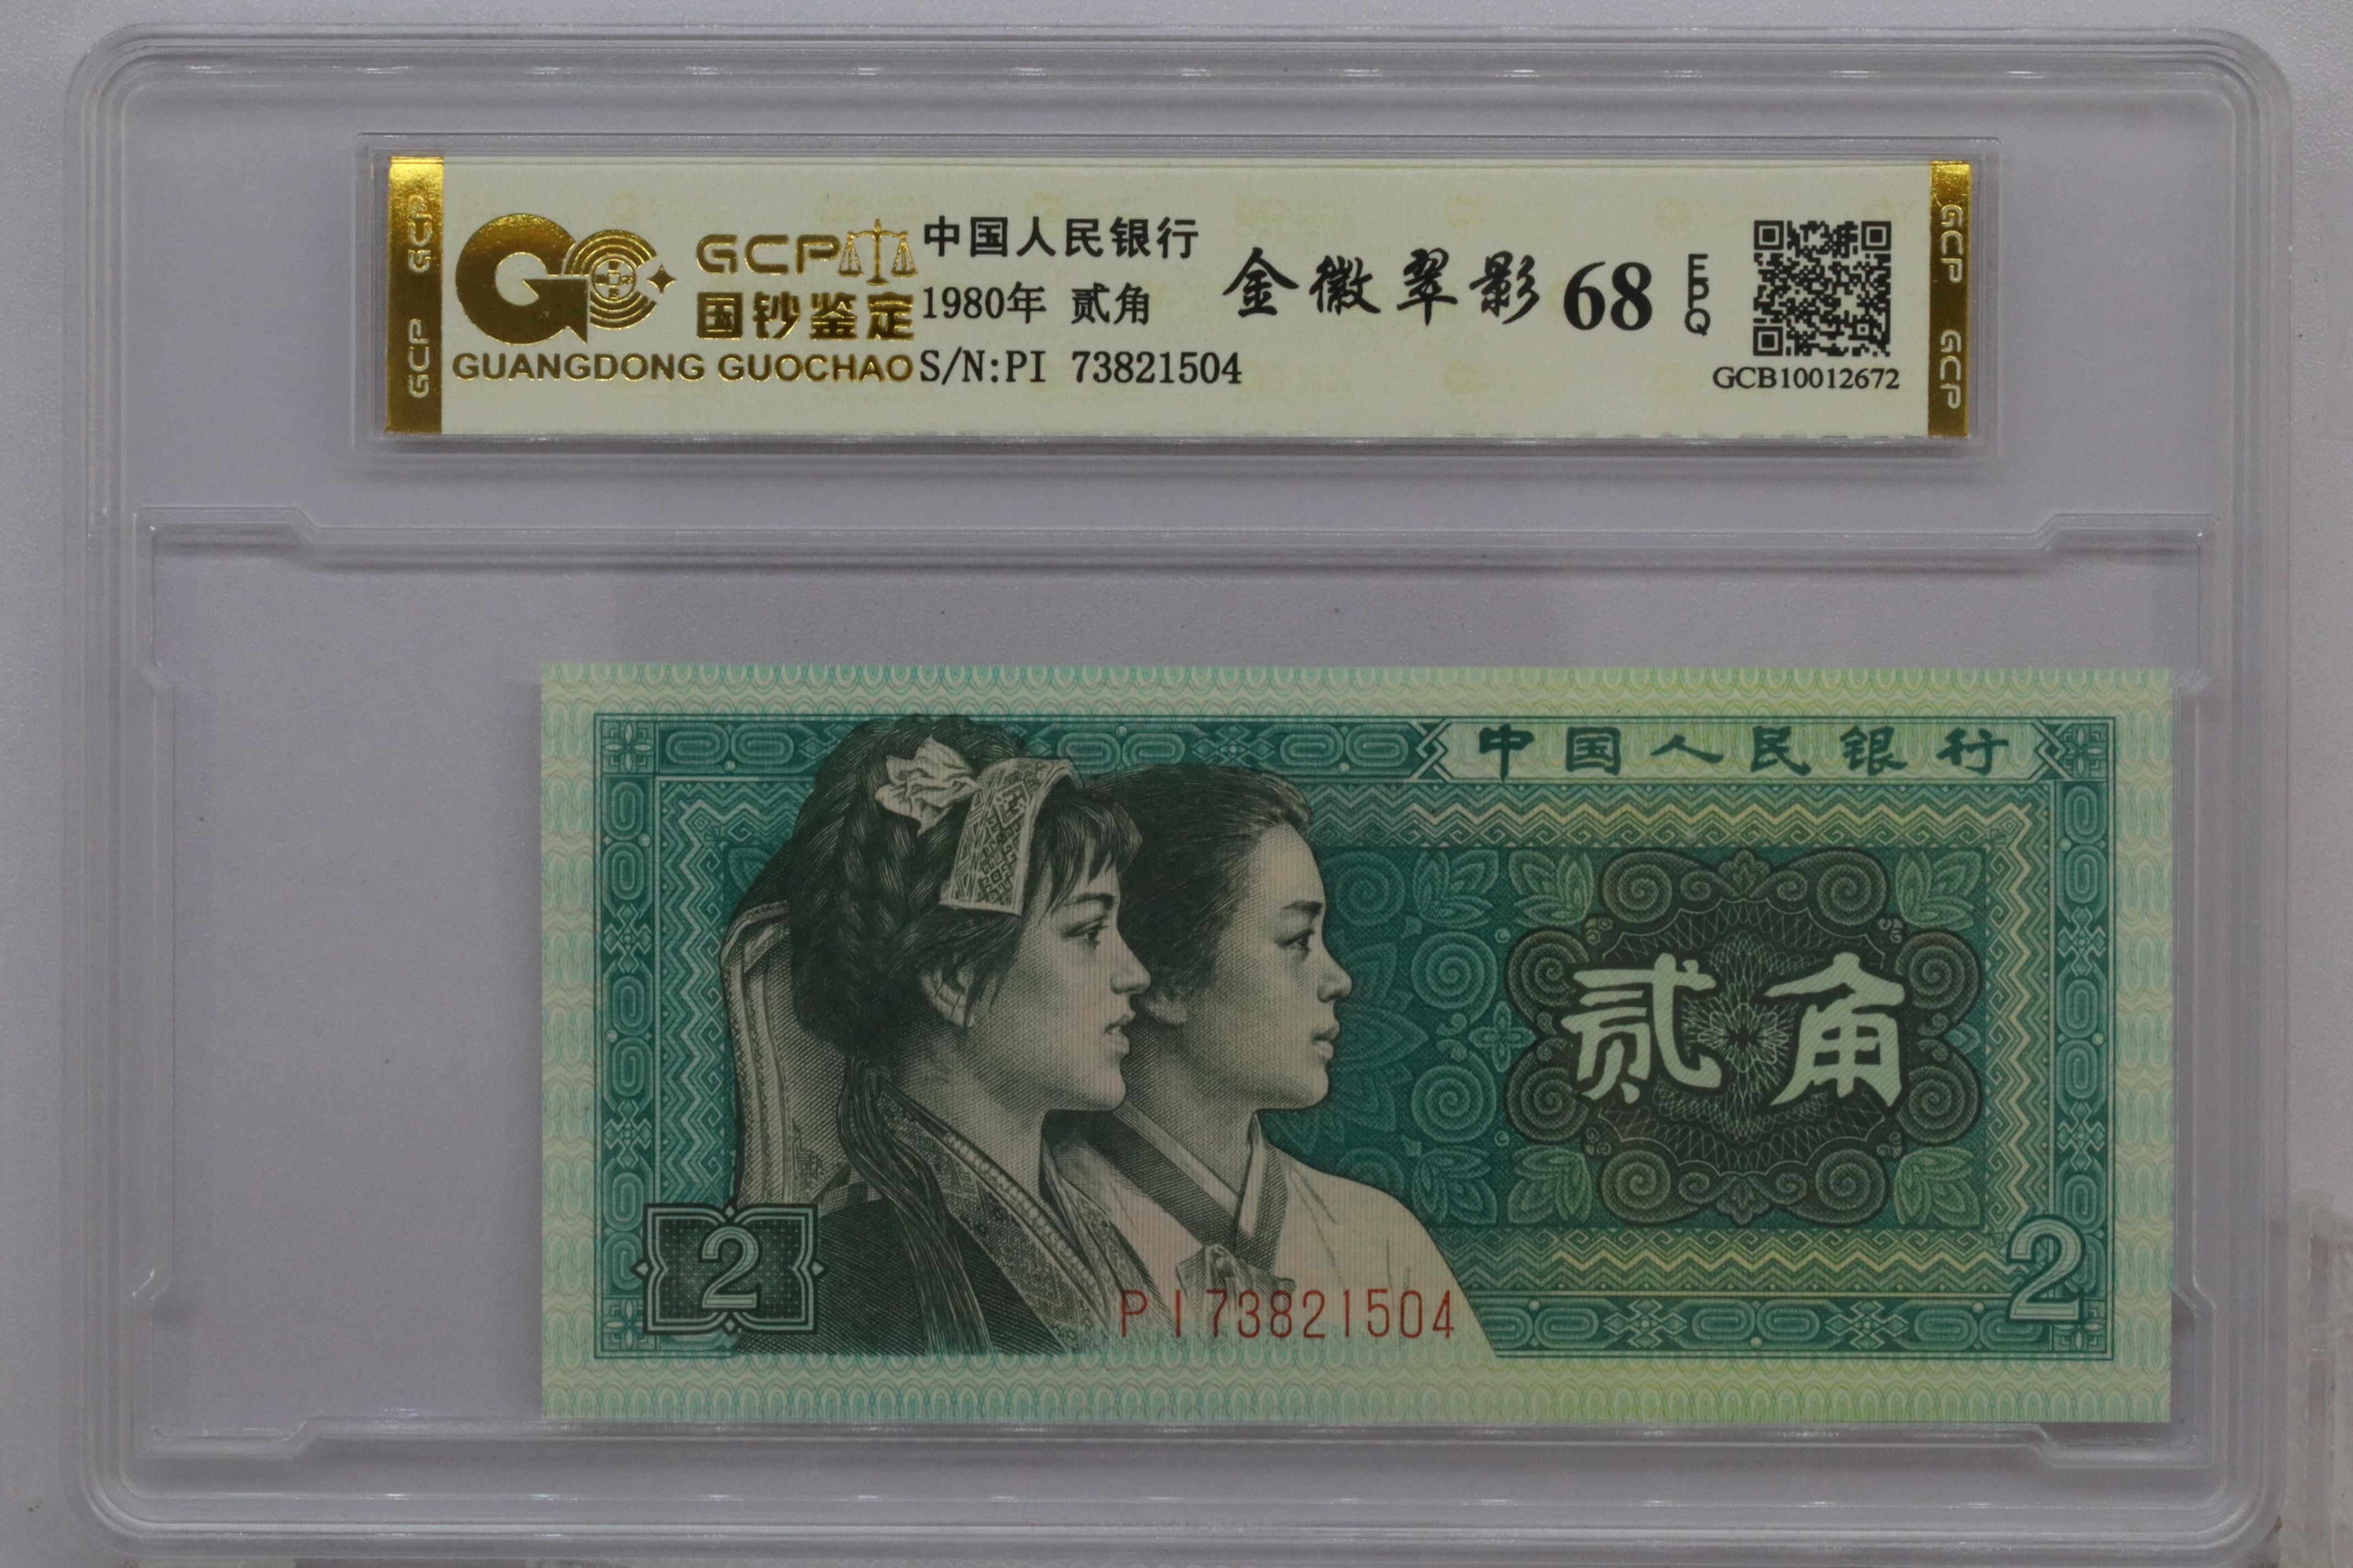 GCP GCP
GCP
国钞鉴定
GUANGDONG GUOCHAO
中国人民银行
1980年 贰角
S/N:PI 73821504
金徽翠影 68 EPQ
GCB10012672
GCP GCP
中国人民银行
贰角
2
PI73821504
2